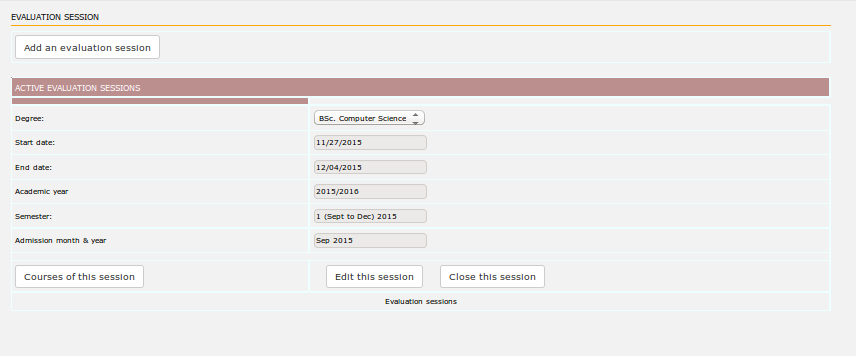 EVALUATION SESSION
Add an evaluation session
ACTIVE EVALUATION SESSIONS
Degree: BSc. Computer Science
Start date: 11/27/2015
End date: 12/04/2015
Academic year 2015/2016
Semester: 1 (Sept to Dec) 2015
Admission month & year Sep 2015
Courses of this session Edit this session Close this session
Evaluation sessions